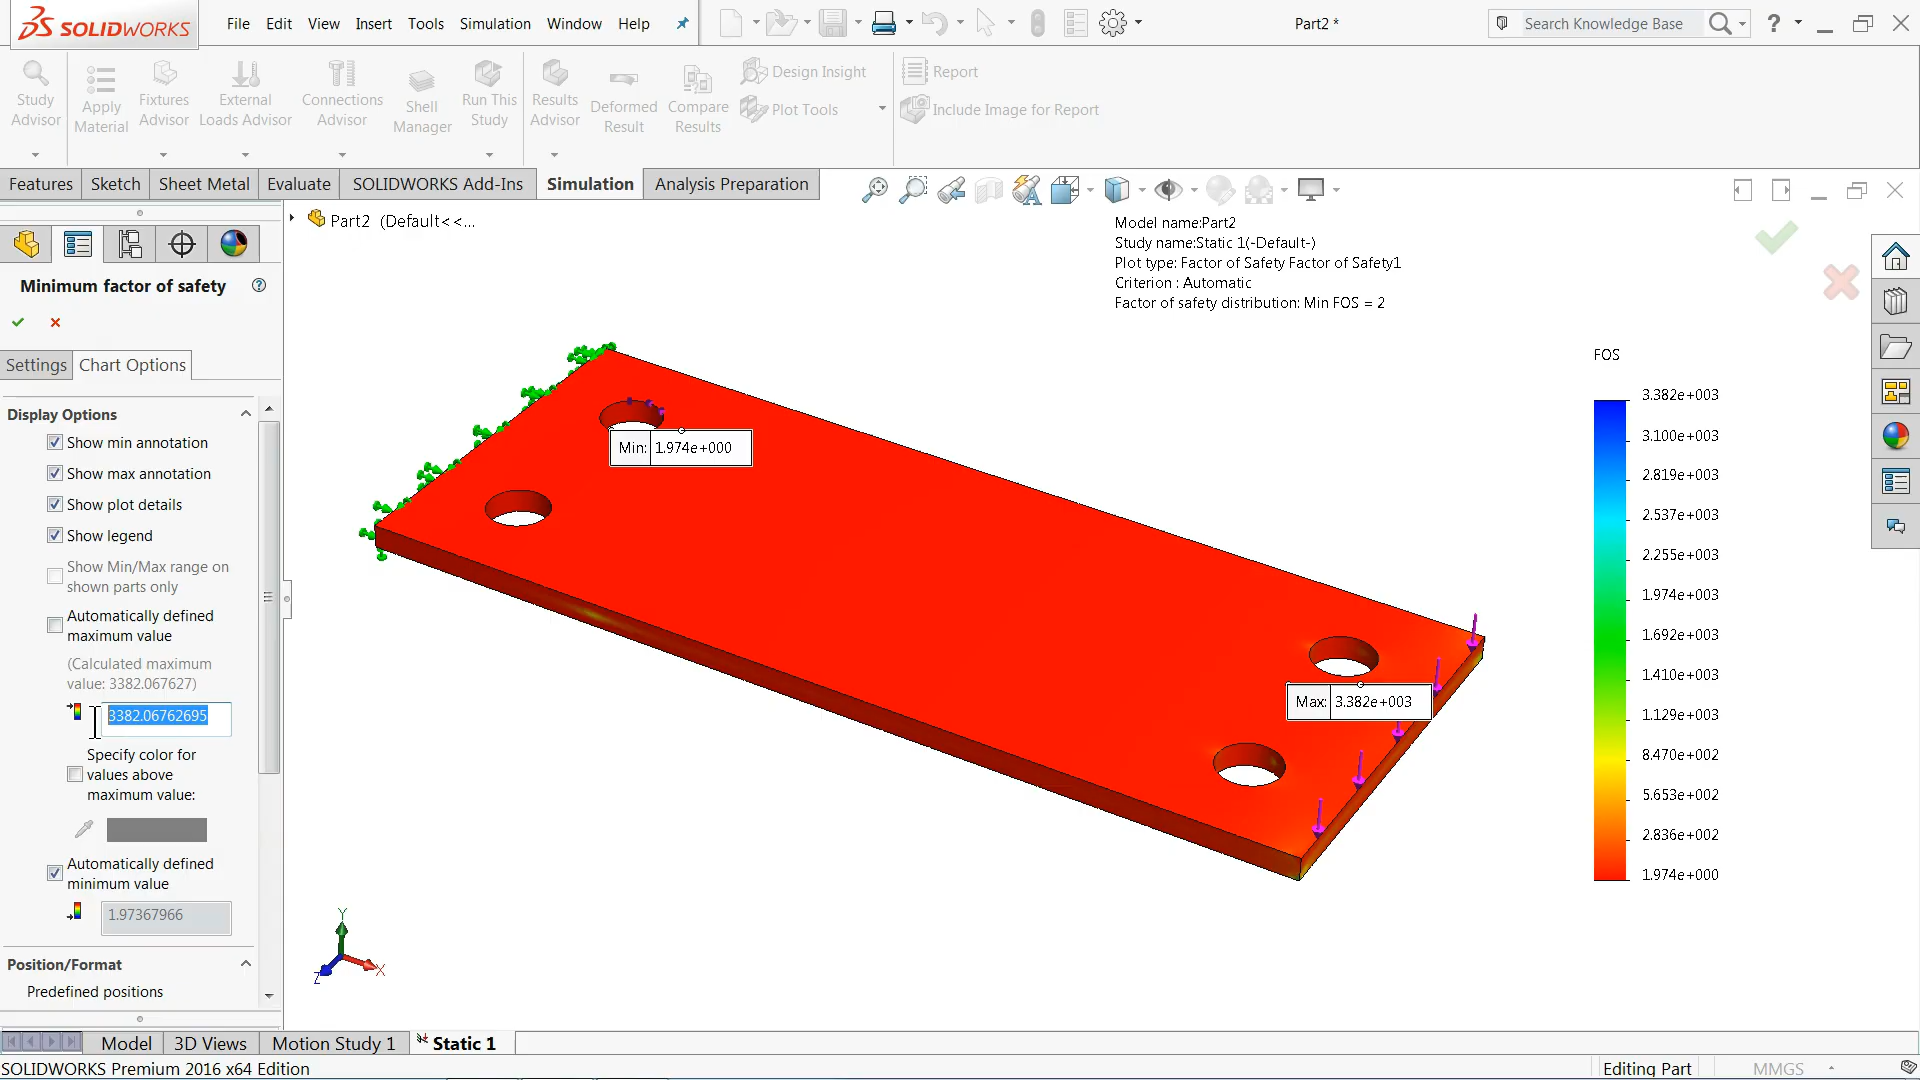 SOLIDWORKS
File Edit View Insert Tools Simulation Window Help
Part2 *
Search Knowledge Base
?
Study Advisor
Apply Material
Fixtures Advisor
External Loads Advisor
Connections Advisor
Shell Manager
Run This Study
Results Advisor
Deformed Result
Compare Results
Design Insight
Plot Tools
Report
Include Image for Report
Features Sketch Sheet Metal Evaluate SOLIDWORKS Add-Ins Simulation Analysis Preparation
Part2 (Default<<...
Model name:Part2
Study name:Static 1(-Default-)
Plot type: Factor of Safety Factor of Safety1
Criterion : Automatic
Factor of safety distribution: Min FOS = 2
Minimum factor of safety ?
Settings Chart Options
Display Options
Show min annotation
Show max annotation
Show plot details
Show legend
Show Min/Max range on
shown parts only
Automatically defined
maximum value
(Calculated maximum
value: 3382.067627)
3382.06762695
Specify color for
values above
maximum value:
Automatically defined
minimum value
1.97367966
Position/Format
Predefined positions
Min: 1.974e+000
Max: 3.382e+003
FOS
3.382e+003
3.100e+003
2.819e+003
2.537e+003
2.255e+003
1.974e+003
1.692e+003
1.410e+003
1.129e+003
8.470e+002
5.653e+002
2.836e+002
1.974e+000
Y
X
Z
Model 3D Views Motion Study 1 Static 1
SOLIDWORKS Premium 2016 x64 Edition
Editing Part
MMGS